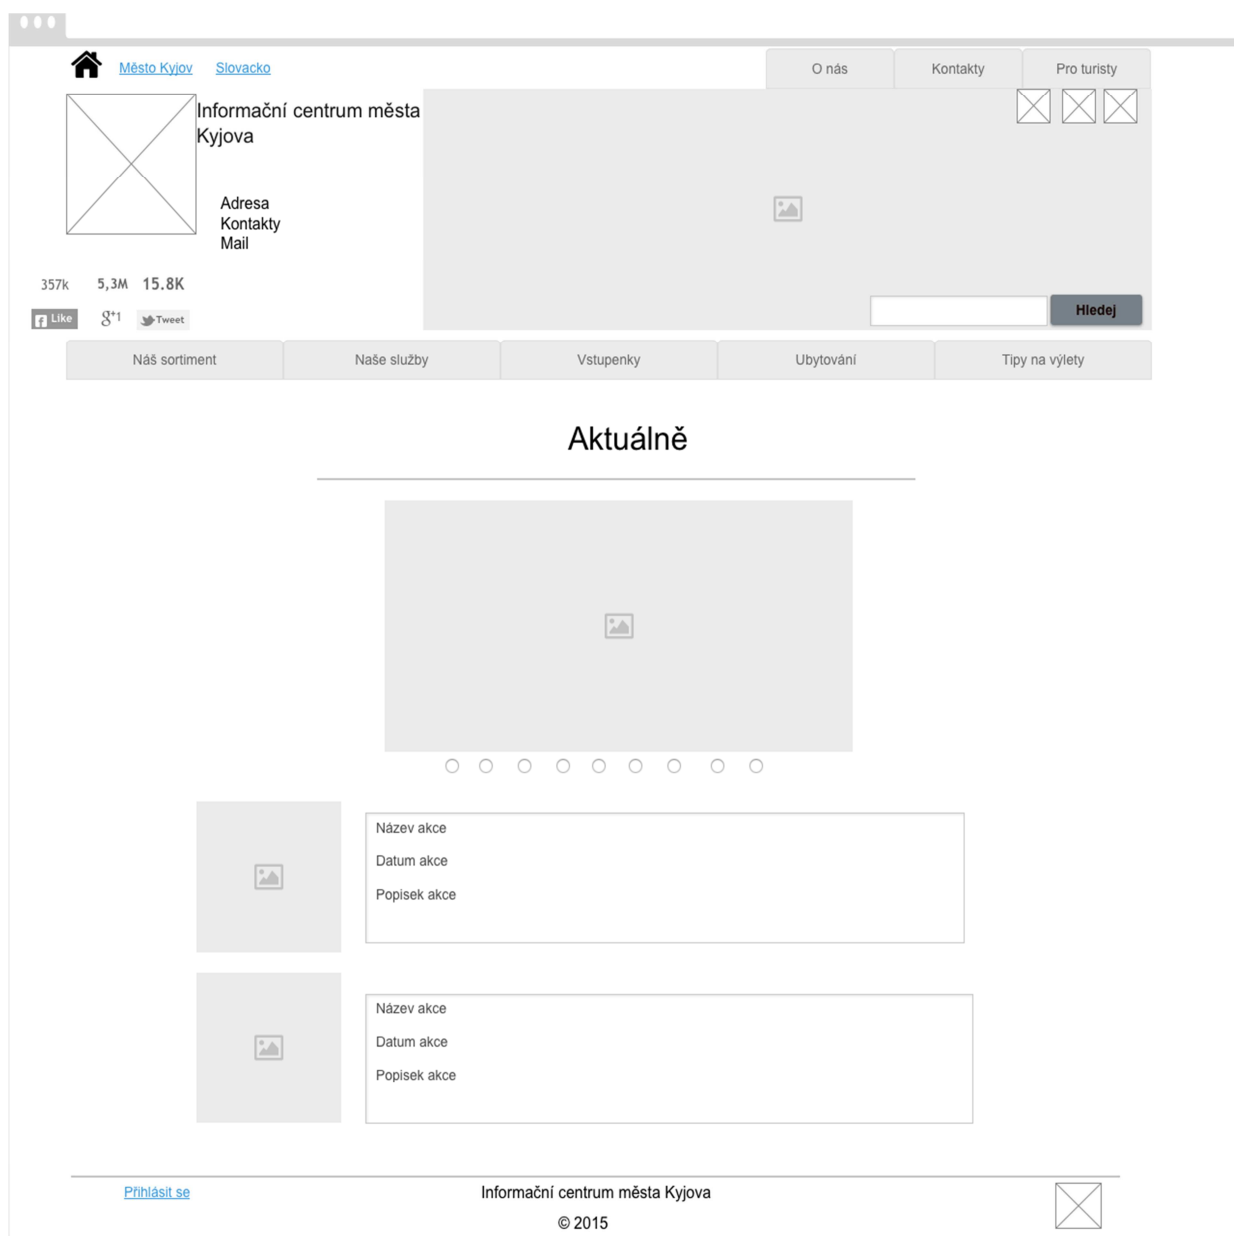 Město Kyjov Slovacko O nás Kontakty Pro turisty
Informační centrum města
Kyjova
Adresa
Kontakty
Mail
357k 5,3M 15.8K
Like g+1 Tweet
Hledej
Náš sortiment Naše služby Vstupenky Ubytování Tipy na výlety
Aktuálně
Název akce
Datum akce
Popisek akce
Název akce
Datum akce
Popisek akce
Přihlásit se Informační centrum města Kyjova
© 2015